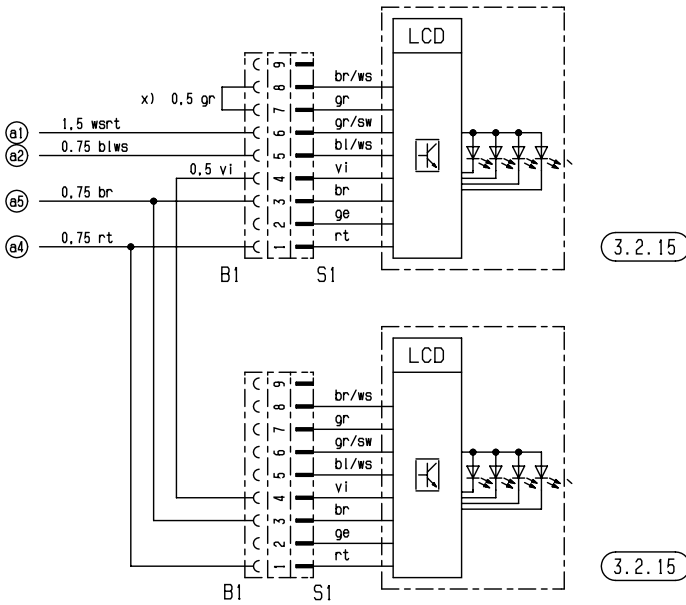 LCD
9
br/ws
8
x) 0,5 gr
gr
7
a1
1,5 wsrt
gr/sw
6
a2
0.75 blws
bl/ws
5
0,5 vi
vi
4
a5
0,75 br
br
3
ge
2
a4
0,75 rt
rt
1
3.2.15
B1
S1
LCD
9
br/ws
8
gr
7
gr/sw
6
bl/ws
5
vi
4
br
3
ge
2
rt
1
3.2.15
B1
S1